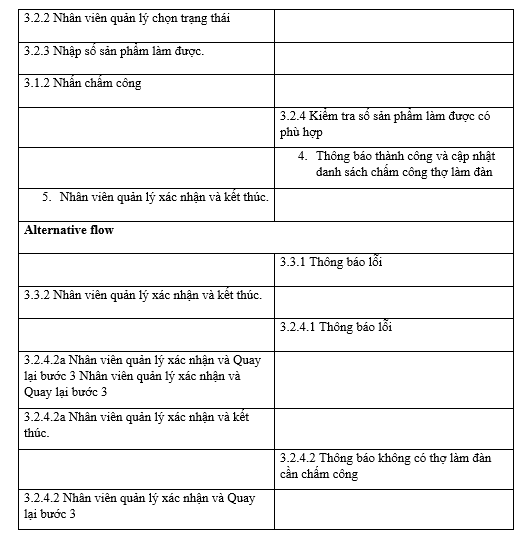 3.2.2 Nhân viên quản lý chọn trạng thái
3.2.3 Nhập số sản phẩm làm được.
3.1.2 Nhấn chấm công
3.2.4 Kiểm tra số sản phẩm làm được có
phù hợp
4. Thông báo thành công và cập nhật
danh sách chấm công thợ làm đàn
5. Nhân viên quản lý xác nhận và kết thúc.
Alternative flow
3.3.1 Thông báo lỗi
3.3.2 Nhân viên quản lý xác nhận và kết thúc.
3.2.4.1 Thông báo lỗi
3.2.4.2a Nhân viên quản lý xác nhận và Quay
lại bước 3 Nhân viên quản lý xác nhận và
Quay lại bước 3
3.2.4.2a Nhân viên quản lý xác nhận và kết
thúc.
3.2.4.2 Thông báo không có thợ làm đàn
cần chấm công
3.2.4.2 Nhân viên quản lý xác nhận và Quay
lại bước 3